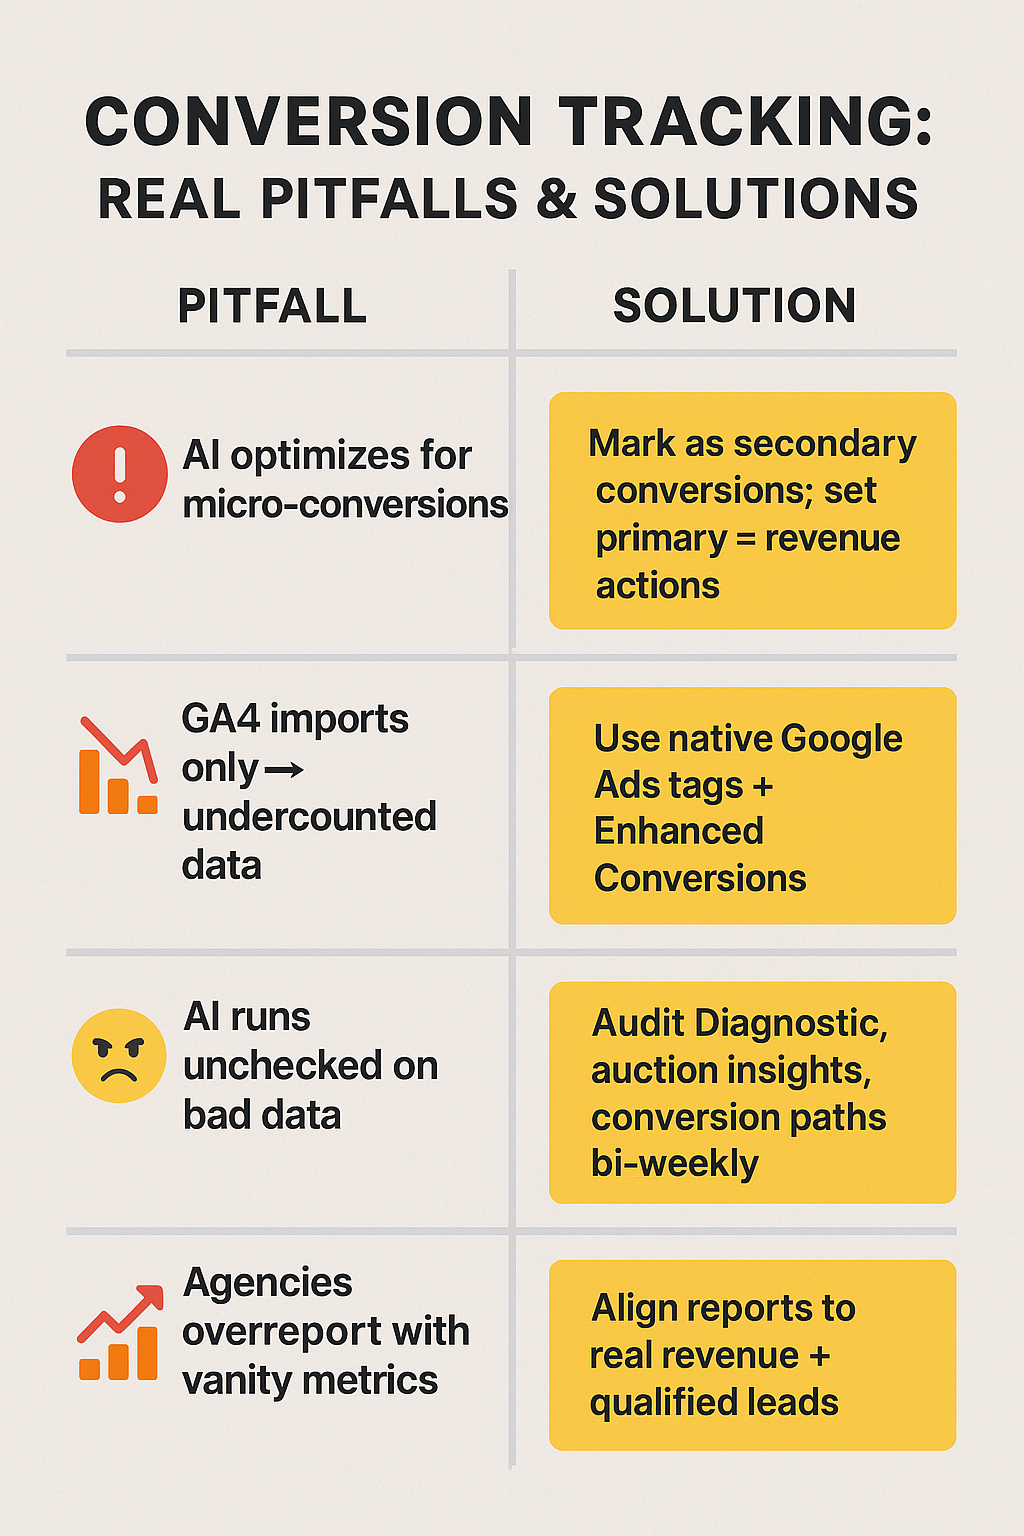 CONVERSION TRACKING:
REAL PITFALLS & SOLUTIONS
PITFALL
SOLUTION
AI optimizes for
micro-conversions
Mark as secondary
conversions; set
primary = revenue
actions
GA4 imports
only →
undercounted
data
Use native Google
Ads tags +
Enhanced
Conversions
AI runs
unchecked on
bad data
Audit Diagnostic,
auction insights,
conversion paths
bi-weekly
Agencies
overreport with
vanity metrics
Align reports to
real revenue +
qualified leads